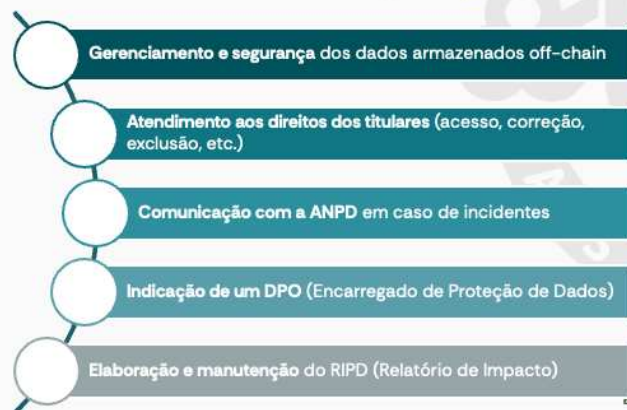 Gerenciamento e segurança dos dados armazenados off-chain
Atendimento aos direitos dos titulares (acesso, correção,
exclusão, etc.)
Comunicação com a ANPD em caso de incidentes
Indicação de um DPO (Encarregado de Proteção de Dados)
Elaboração e manutenção do RIPD (Relatório de Impacto)